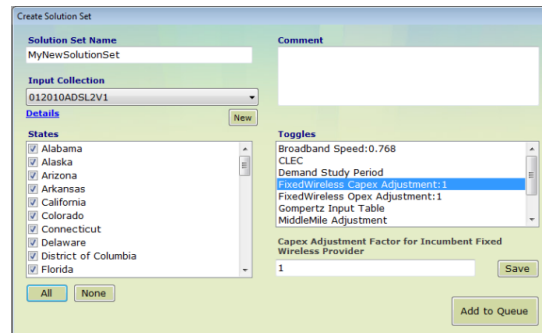 Create Solution Set
Solution Set Name
MyNewSolutionSet
Input Collection
012010ADSL2V1
Details
New
States
Alabama
Alaska
Arizona
Arkansas
California
Colorado
Connecticut
Delaware
District of Columbia
Florida
All
None
Comment
Toggles
Broadband Speed:0.768
CLEC
Demand Study Period
FixedWireless Capex Adjustment:1
FixedWireless Opex Adjustment:1
Gompertz Input Table
MiddleMile Adjustment
Capex Adjustment Factor for Incumbent Fixed
Wireless Provider
1
Save
Add to Queue